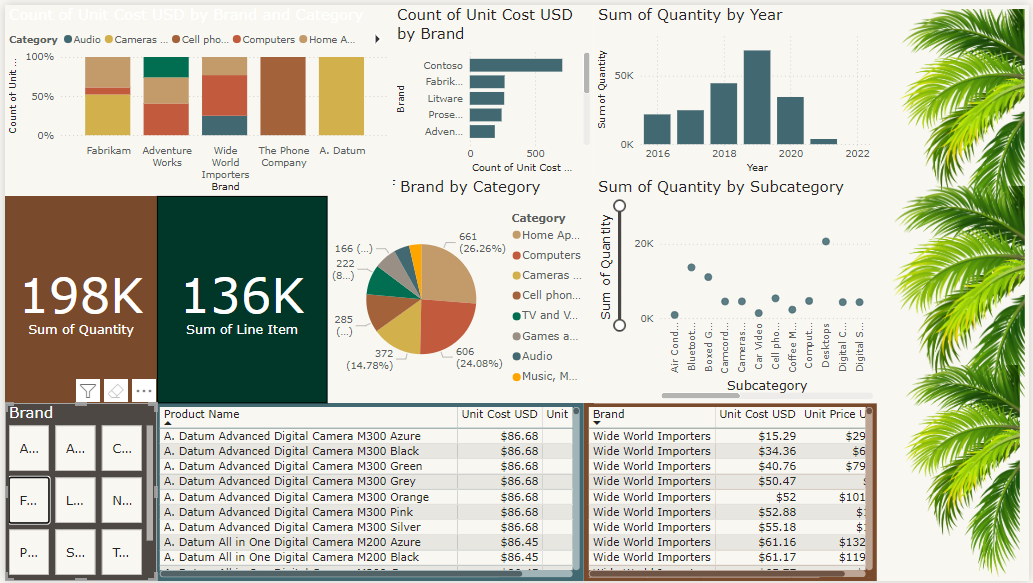 Count of Unit Cost USD by Brand and Category
Category Audio Cameras ... Cell pho... Computers Home A...
Count of Unit ...
100%
50%
0%
Fabrikam
Adventure
Works
Wide
World
Importers
The Phone
Company
A. Datum
Brand
Count of Unit Cost USD
by Brand
Brand
Contoso
Fabrik...
Litware
Prose...
Adven...
0 500
Count of Unit Cost ...
Sum of Quantity by Year
Sum of Quantity
50K
0K
2016 2018 2020 2022
Year
198K
Sum of Quantity
136K
Sum of Line Item
Brand by Category
661
(26.26%)
606
(24.08%)
372
(14.78%)
285
(...)
222
(8...)
166 (...)
Category
Home Ap...
Computers
Cameras ...
Cell phon...
TV and V...
Games a...
Audio
Music, M...
Sum of Quantity by Subcategory
Sum of Quantity
20K
0K
Air Cond...
Bluetoot...
Boxed G...
Camcord...
Cameras...
Car Video
Cell pho...
Coffee M...
Comput...
Desktops
Digital C...
Digital S...
Subcategory
Brand
A... A... C...
F... L... N...
P... S... T...
Product Name Unit Cost USD Unit
A. Datum Advanced Digital Camera M300 Azure $86.68
A. Datum Advanced Digital Camera M300 Black $86.68
A. Datum Advanced Digital Camera M300 Green $86.68
A. Datum Advanced Digital Camera M300 Grey $86.68
A. Datum Advanced Digital Camera M300 Orange $86.68
A. Datum Advanced Digital Camera M300 Pink $86.68
A. Datum Advanced Digital Camera M300 Silver $86.68
A. Datum All in One Digital Camera M200 Azure $86.45
A. Datum All in One Digital Camera M200 Black $86.45
Brand Unit Cost USD Unit Price U
Wide World Importers $15.29 $29
Wide World Importers $34.36 $6
Wide World Importers $40.76 $79
Wide World Importers $50.47 $
Wide World Importers $52 $101
Wide World Importers $52.88 $
Wide World Importers $55.18 $
Wide World Importers $61.16 $132
Wide World Importers $61.17 $119